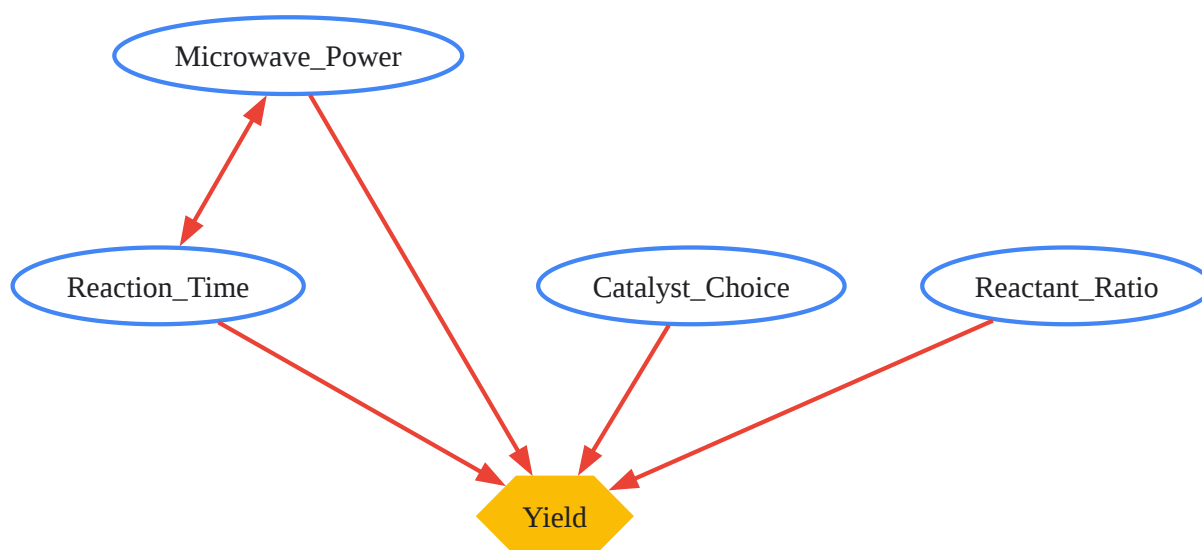 Microwave_Power
Reaction_Time
Catalyst_Choice
Reactant_Ratio
Yield